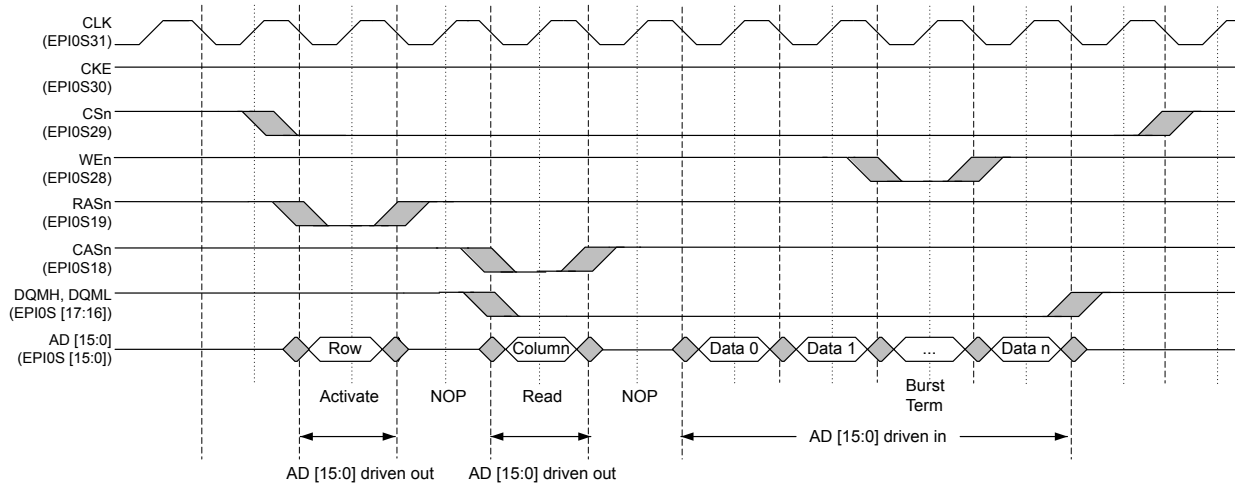 CLK
(EPI0S31)
CKE
(EPI0S30)
CSn
(EPI0S29)
WEn
(EPI0S28)
RASn
(EPI0S19)
CASn
(EPI0S18)
DQMH, DQML
(EPI0S [17:16])
AD [15:0]
(EPI0S [15:0])
Row
Column
Data 0
Data 1
...
Data n
Activate
NOP
Read
NOP
Burst
Term
AD [15:0] driven in
AD [15:0] driven out
AD [15:0] driven out